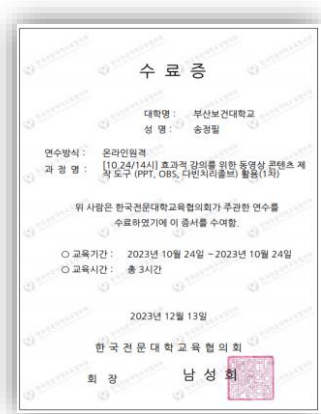 수 료 증
대학명 : 부산보건대학교
성 명 : 송정필
연수방식 : 온라인원격
과 정 명 : [10.24/14시] 효과적 강의를 위한 동영상 콘텐츠 제
작 도구 (PPT, OBS, 다빈치리졸브) 활용(1차)
위 사람은 한국전문대학교육협의회가 주관한 연수를
수료하였기에 이 증서를 수여함.
○ 교육기간 : 2023년 10월 24일 ~2023년 10월 24일
○ 교육시간 : 총 3시간
2023년 12월 13일
한 국 전 문 대 학 교 육 협 의 회
회 장 남 성 희